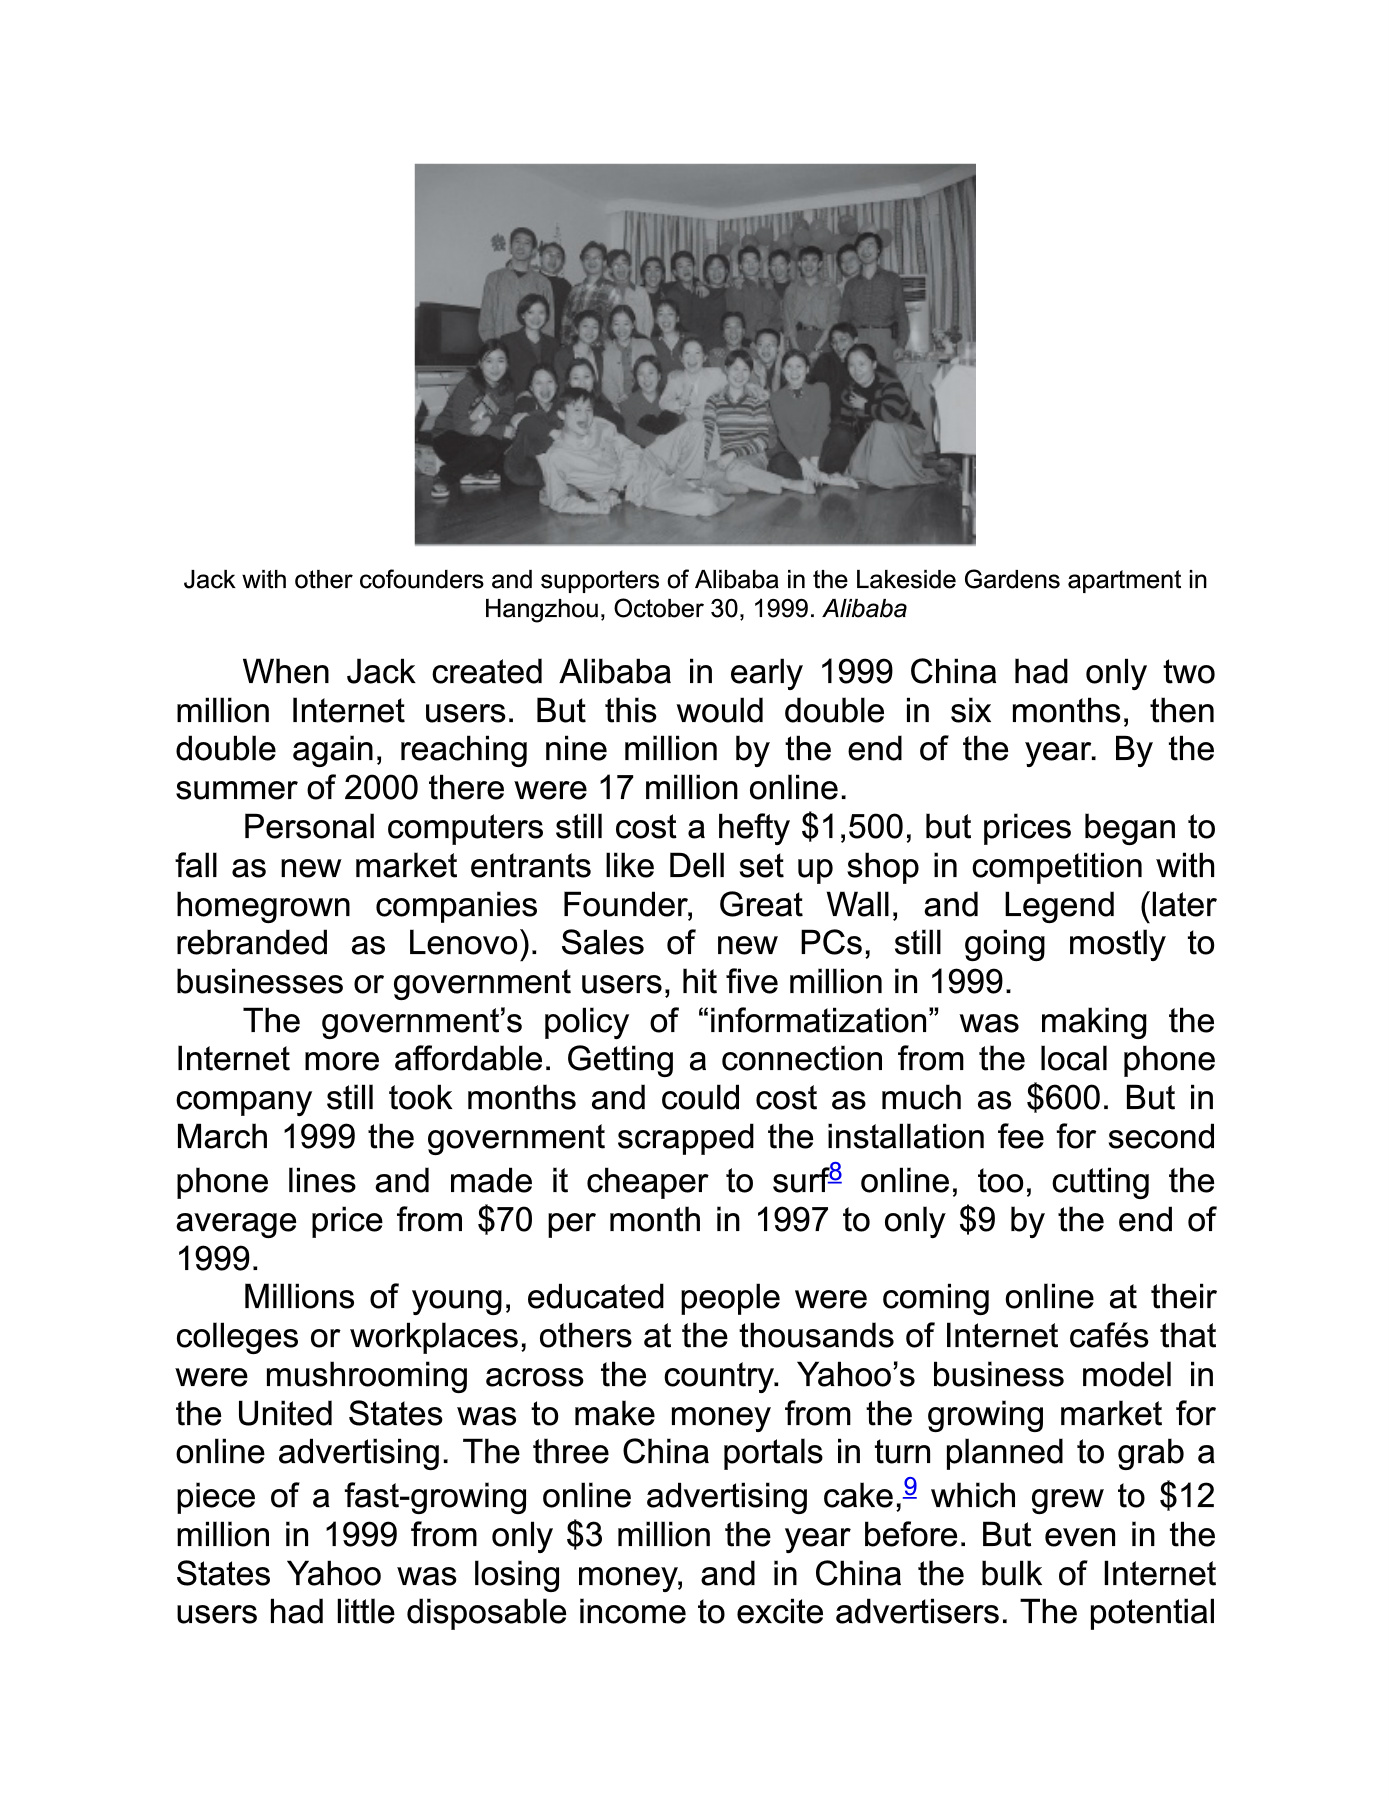 Jack with other cofounders and supporters of Alibaba in the Lakeside Gardens apartment in
Hangzhou, October 30, 1999. Alibaba
When Jack created Alibaba in early 1999 China had only two
million Internet users. But this would double in six months, then
double again, reaching nine million by the end of the year. By the
summer of 2000 there were 17 million online.
Personal computers still cost a hefty $1,500, but prices began to
fall as new market entrants like Dell set up shop in competition with
homegrown companies Founder, Great Wall, and Legend (later
rebranded as Lenovo). Sales of new PCs, still going mostly to
businesses or government users, hit five million in 1999.
The government’s policy of “informatization” was making the
Internet more affordable. Getting a connection from the local phone
company still took months and could cost as much as $600. But in
March 1999 the government scrapped the installation fee for second
phone lines and made it cheaper to surf8 online, too, cutting the
average price from $70 per month in 1997 to only $9 by the end of
1999.
Millions of young, educated people were coming online at their
colleges or workplaces, others at the thousands of Internet cafés that
were mushrooming across the country. Yahoo’s business model in
the United States was to make money from the growing market for
online advertising. The three China portals in turn planned to grab a
piece of a fast-growing online advertising cake,9 which grew to $12
million in 1999 from only $3 million the year before. But even in the
States Yahoo was losing money, and in China the bulk of Internet
users had little disposable income to excite advertisers. The potential